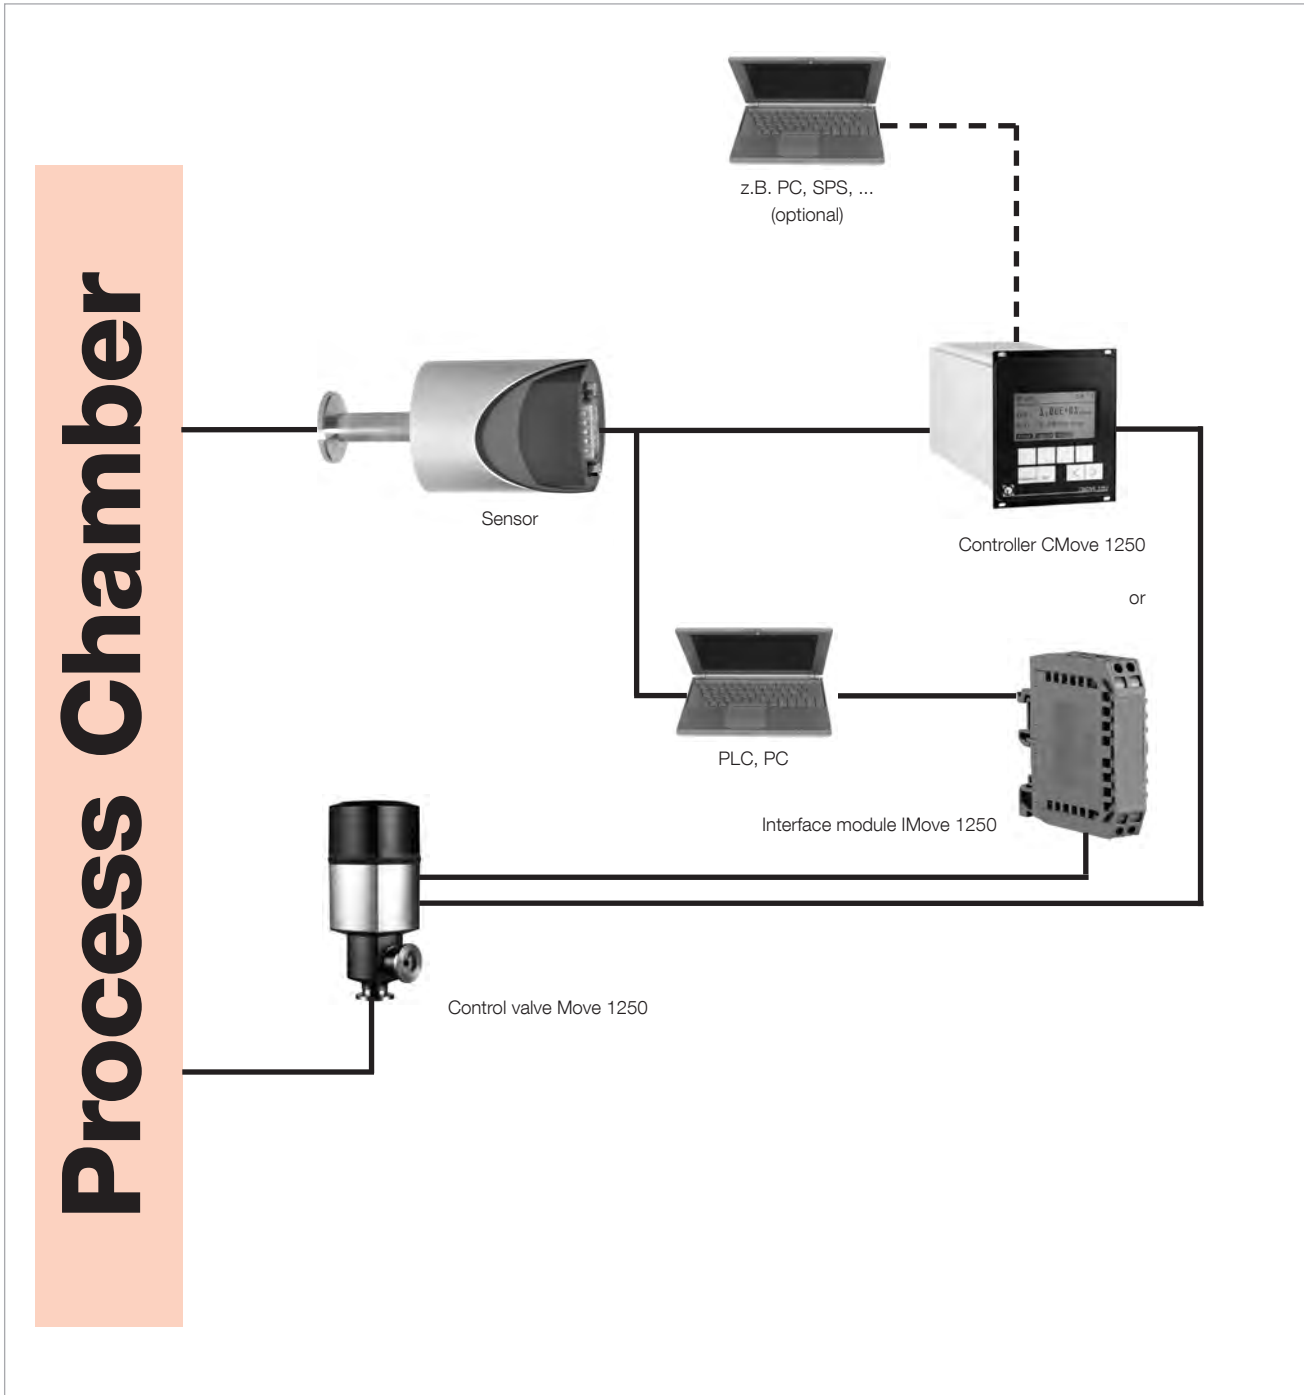 z.B. PC, SPS, ...
(optional)
Process Chamber
Sensor
Controller CMove 1250
or
PLC, PC
Interface module IMove 1250
Control valve Move 1250